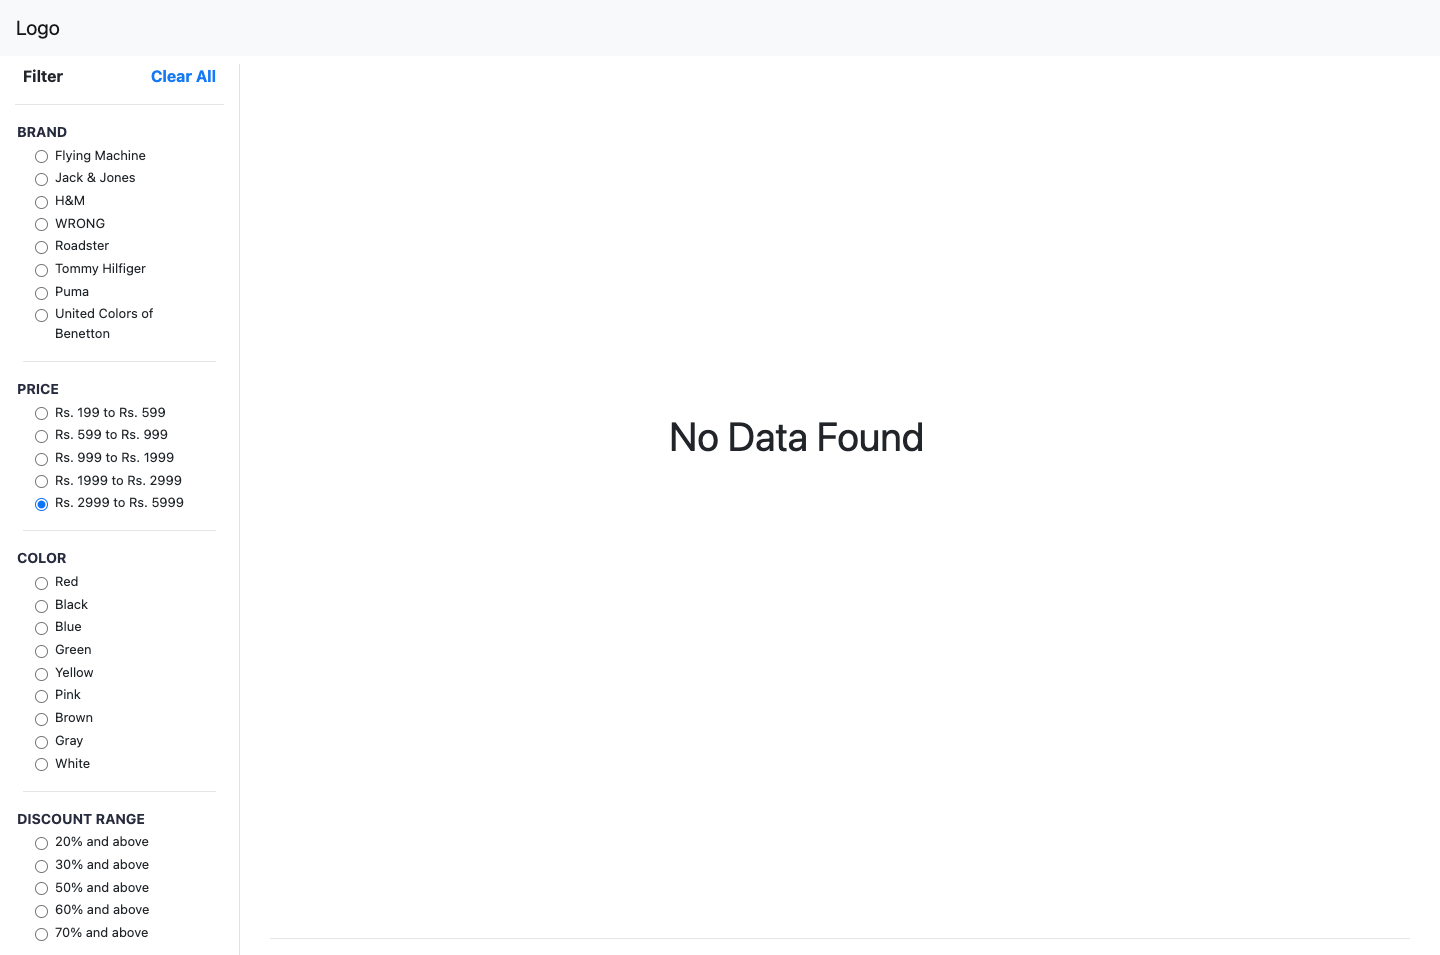 Logo
Filter
Clear All
BRAND
Flying Machine
Jack & Jones
H&M
WRONG
Roadster
Tommy Hilfiger
Puma
United Colors of
Benetton
PRICE
Rs. 199 to Rs. 599
Rs. 599 to Rs. 999
Rs. 999 to Rs. 1999
Rs. 1999 to Rs. 2999
Rs. 2999 to Rs. 5999
COLOR
Red
Black
Blue
Green
Yellow
Pink
Brown
Gray
White
DISCOUNT RANGE
20% and above
30% and above
50% and above
60% and above
70% and above
No Data Found